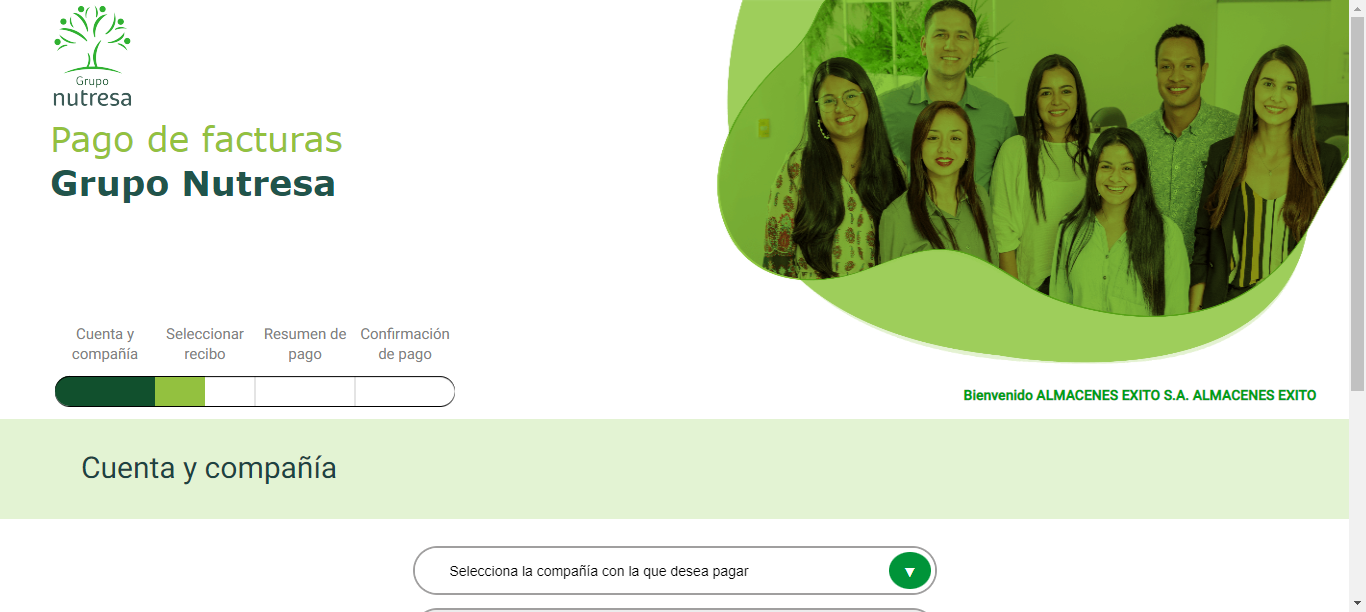 Grupo
nutresa
Pago de facturas
Grupo Nutresa
Cuenta y
compañía
Seleccionar
recibo
Resumen de
pago
Confirmación
de pago
Bienvenido ALMACENES EXITO S.A. ALMACENES EXITO
Cuenta y compañía
Selecciona la compañía con la que desea pagar